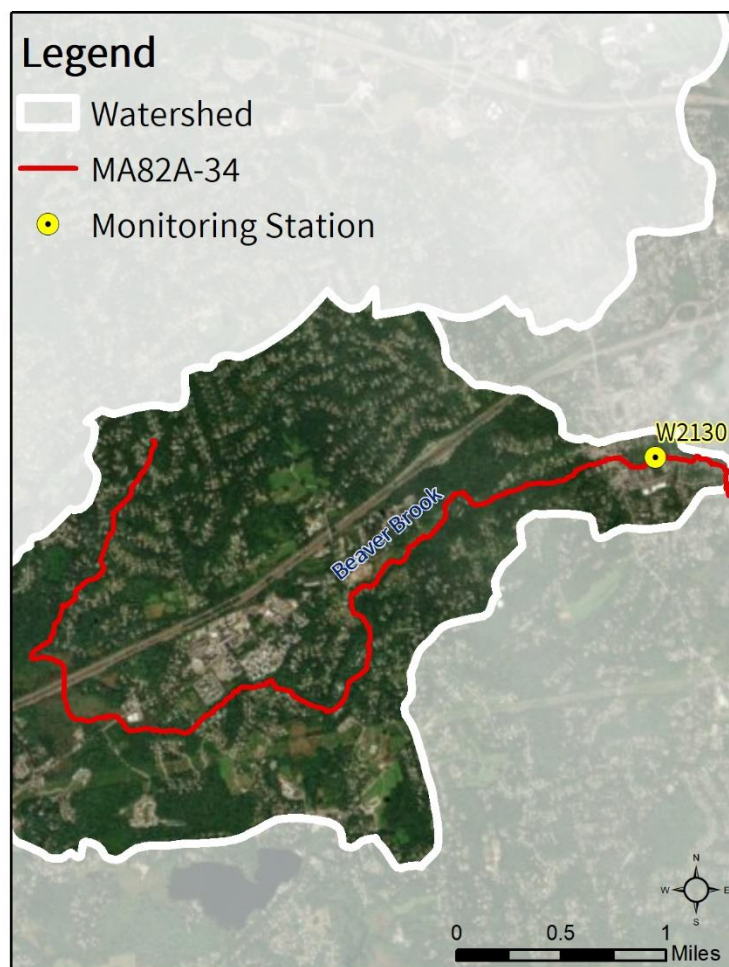 Legend
Watershed
MA82A-34
Monitoring Station
W2130
Beaver Brook
N
W E
S
0 0.5 1
Miles